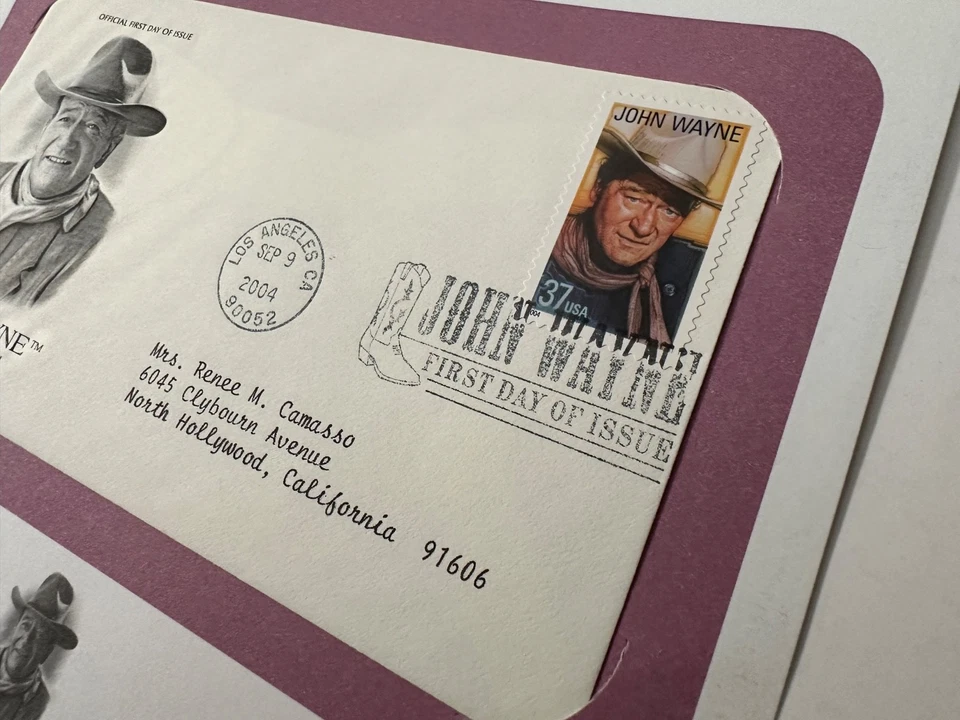 OFFICIAL FIRST DAY OF ISSUE
JOHN WAYNE
37USA
LOS ANGELES CA
SEP 9
2004
90052
JOHN WAYNE
FIRST DAY OF ISSUE
Mrs. Renee M. Camasso
6045 Clybourn Avenue
North Hollywood, California 91606